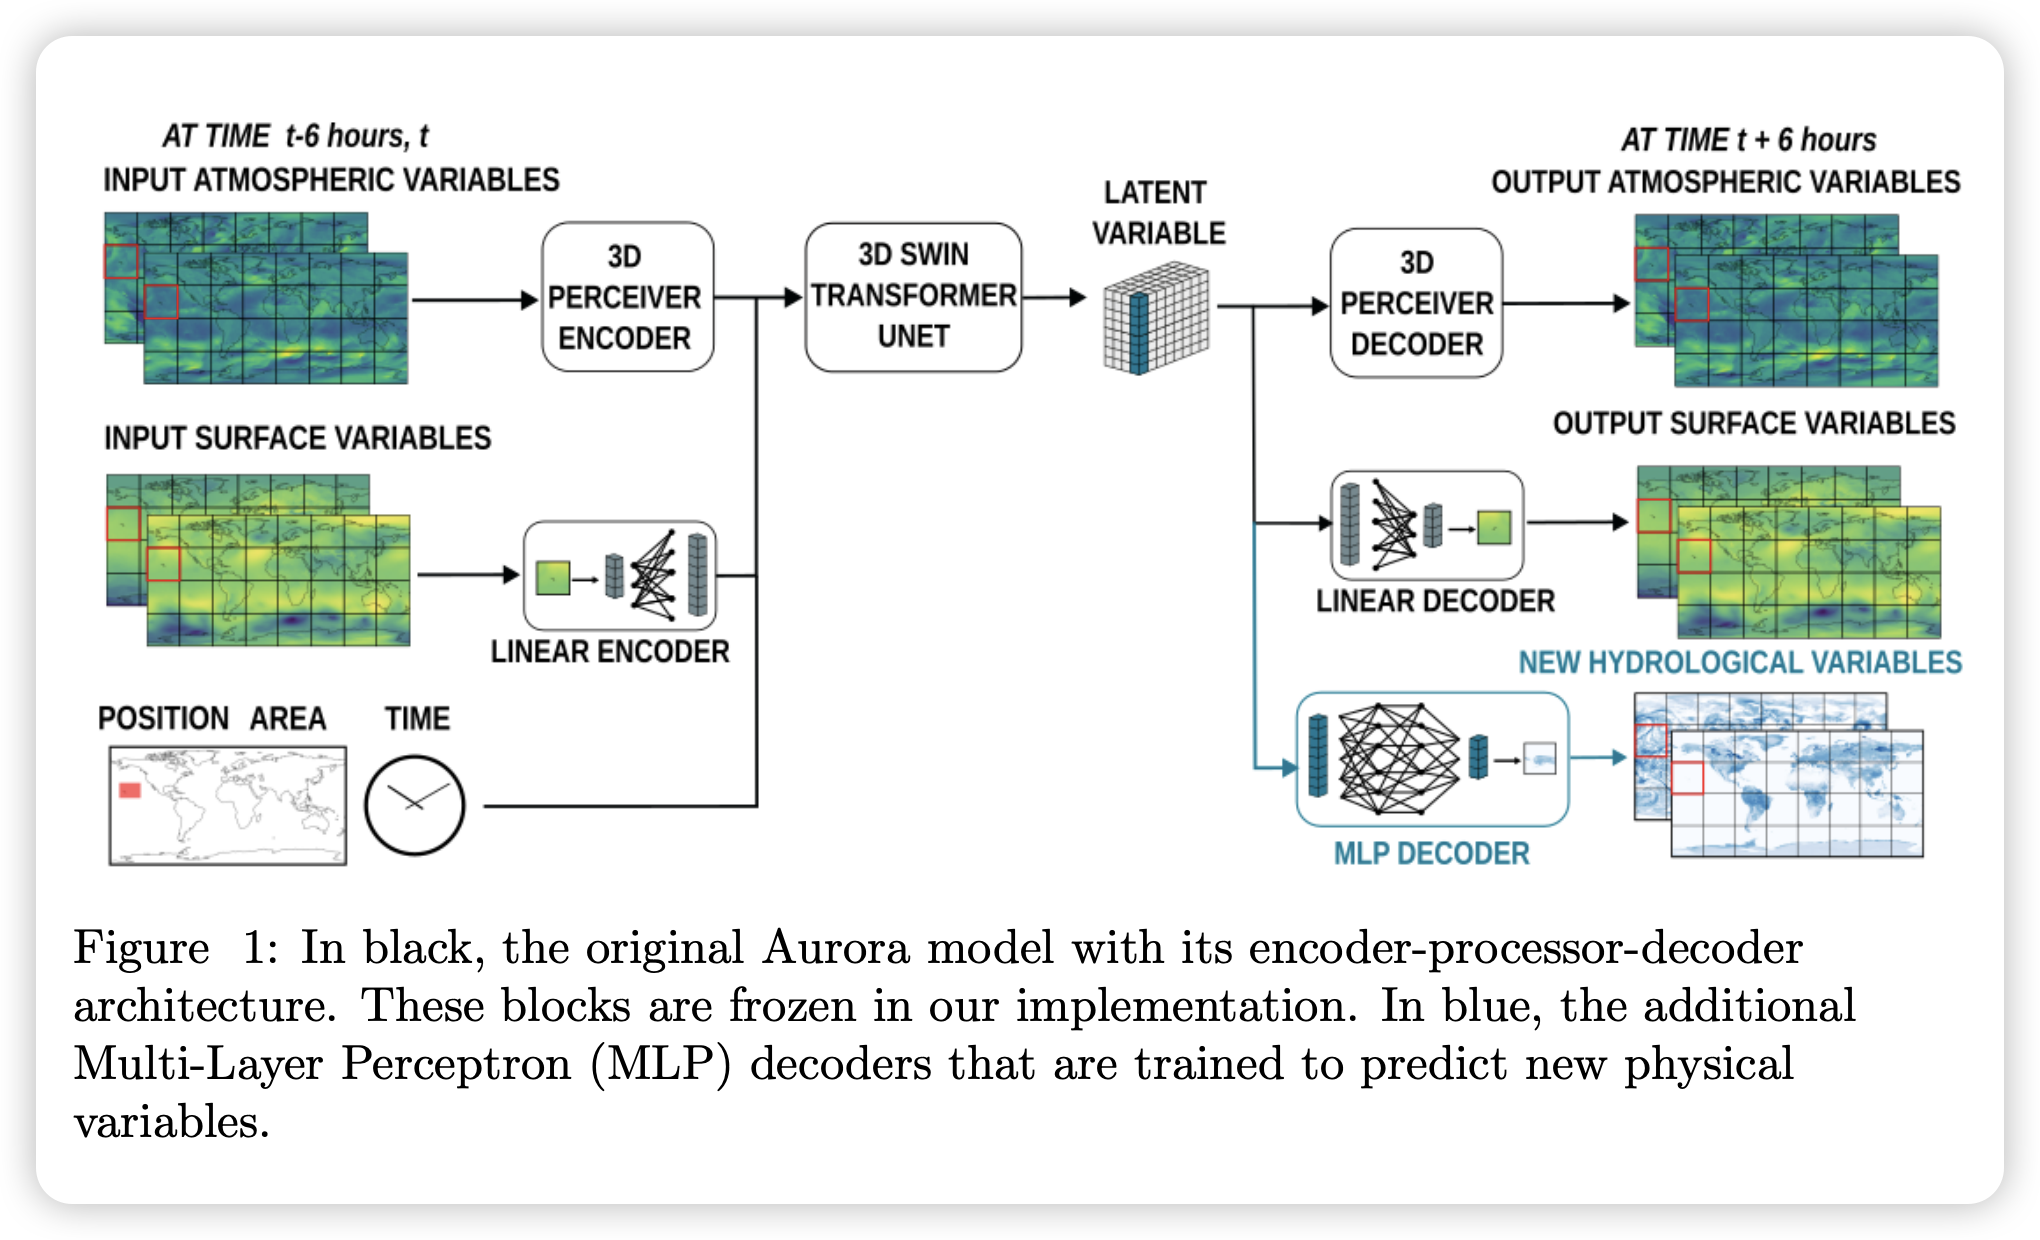 AT TIME t-6 hours, t
INPUT ATMOSPHERIC VARIABLES
3D
PERCEIVER
ENCODER
3D SWIN
TRANSFORMER
UNET
LATENT
VARIABLE
3D
PERCEIVER
DECODER
AT TIME t + 6 hours
OUTPUT ATMOSPHERIC VARIABLES
INPUT SURFACE VARIABLES
LINEAR ENCODER
OUTPUT SURFACE VARIABLES
LINEAR DECODER
POSITION AREA TIME
NEW HYDROLOGICAL VARIABLES
MLP DECODER
Figure 1: In black, the original Aurora model with its encoder-processor-decoder
architecture. These blocks are frozen in our implementation. In blue, the additional
Multi-Layer Perceptron (MLP) decoders that are trained to predict new physical
variables.